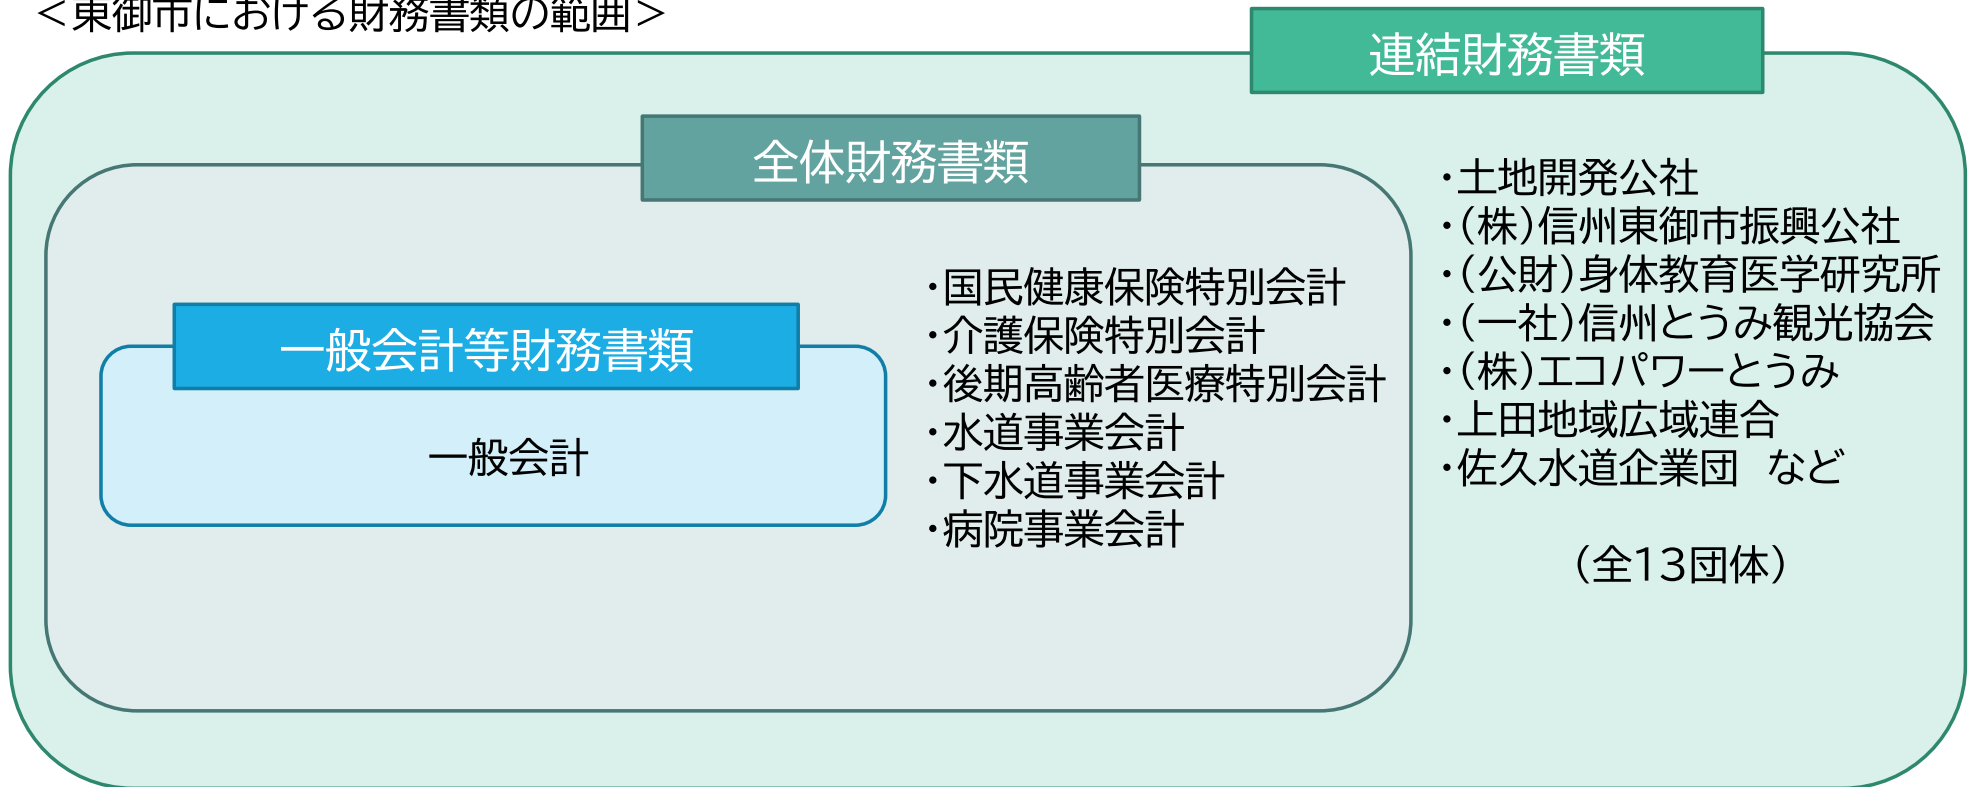 ＜東御市における財務書類の範囲＞
連結財務書類
全体財務書類
一般会計等財務書類
一般会計
・国民健康保険特別会計
・介護保険特別会計
・後期高齢者医療特別会計
・水道事業会計
・下水道事業会計
・病院事業会計
・土地開発公社
・（株）信州東御市振興公社
・（公財）身体教育医学研究所
・（一社）信州とうみ観光協会
・（株）エコパワーとうみ
・上田地域広域連合
・佐久水道企業団　など
（全13団体）